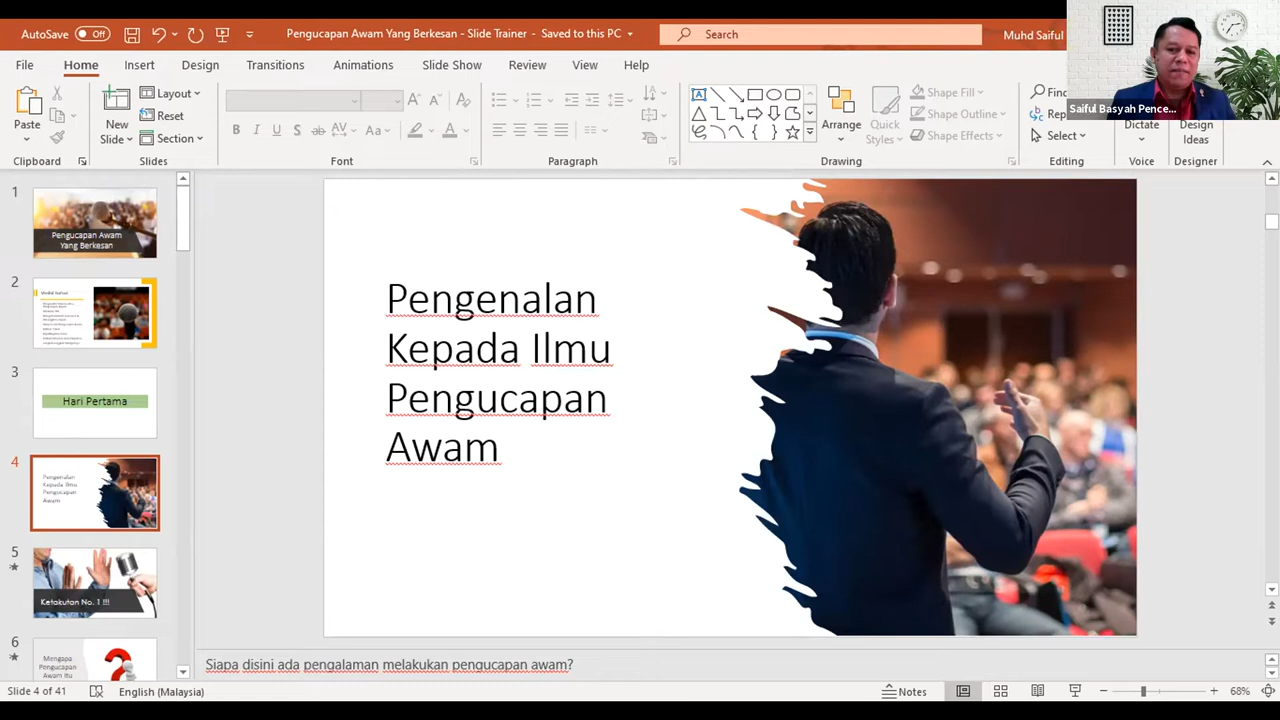 AutoSave Off
Pengucapan Awam Yang Berkesan - Slide Trainer - Saved to this PC
Search
Muhd Saiful
Saiful Basyah Pence...
File Home Insert Design Transitions Animations Slide Show Review View Help
Paste
New Slide
Layout
Reset
Section
Arrange
Quick Styles
Shape Fill
Shape Outline
Shape Effects
Select
Dictate
Design Ideas
Clipboard Slides Font Paragraph Drawing Editing Voice Designer
1
Pengucapan Awam
Yang Berkesan
2
3
Hari Pertama
4
Pengenalan
Kepada Ilmu
Pengucapan
Awam
5
Ketakutan No. 1 !!!
6
Mengapa
Pengucapan
Awam Itu
Pengenalan
Kepada Ilmu
Pengucapan
Awam
Siapa disini ada pengalaman melakukan pengucapan awam?
Slide 4 of 41 English (Malaysia) Notes 68%